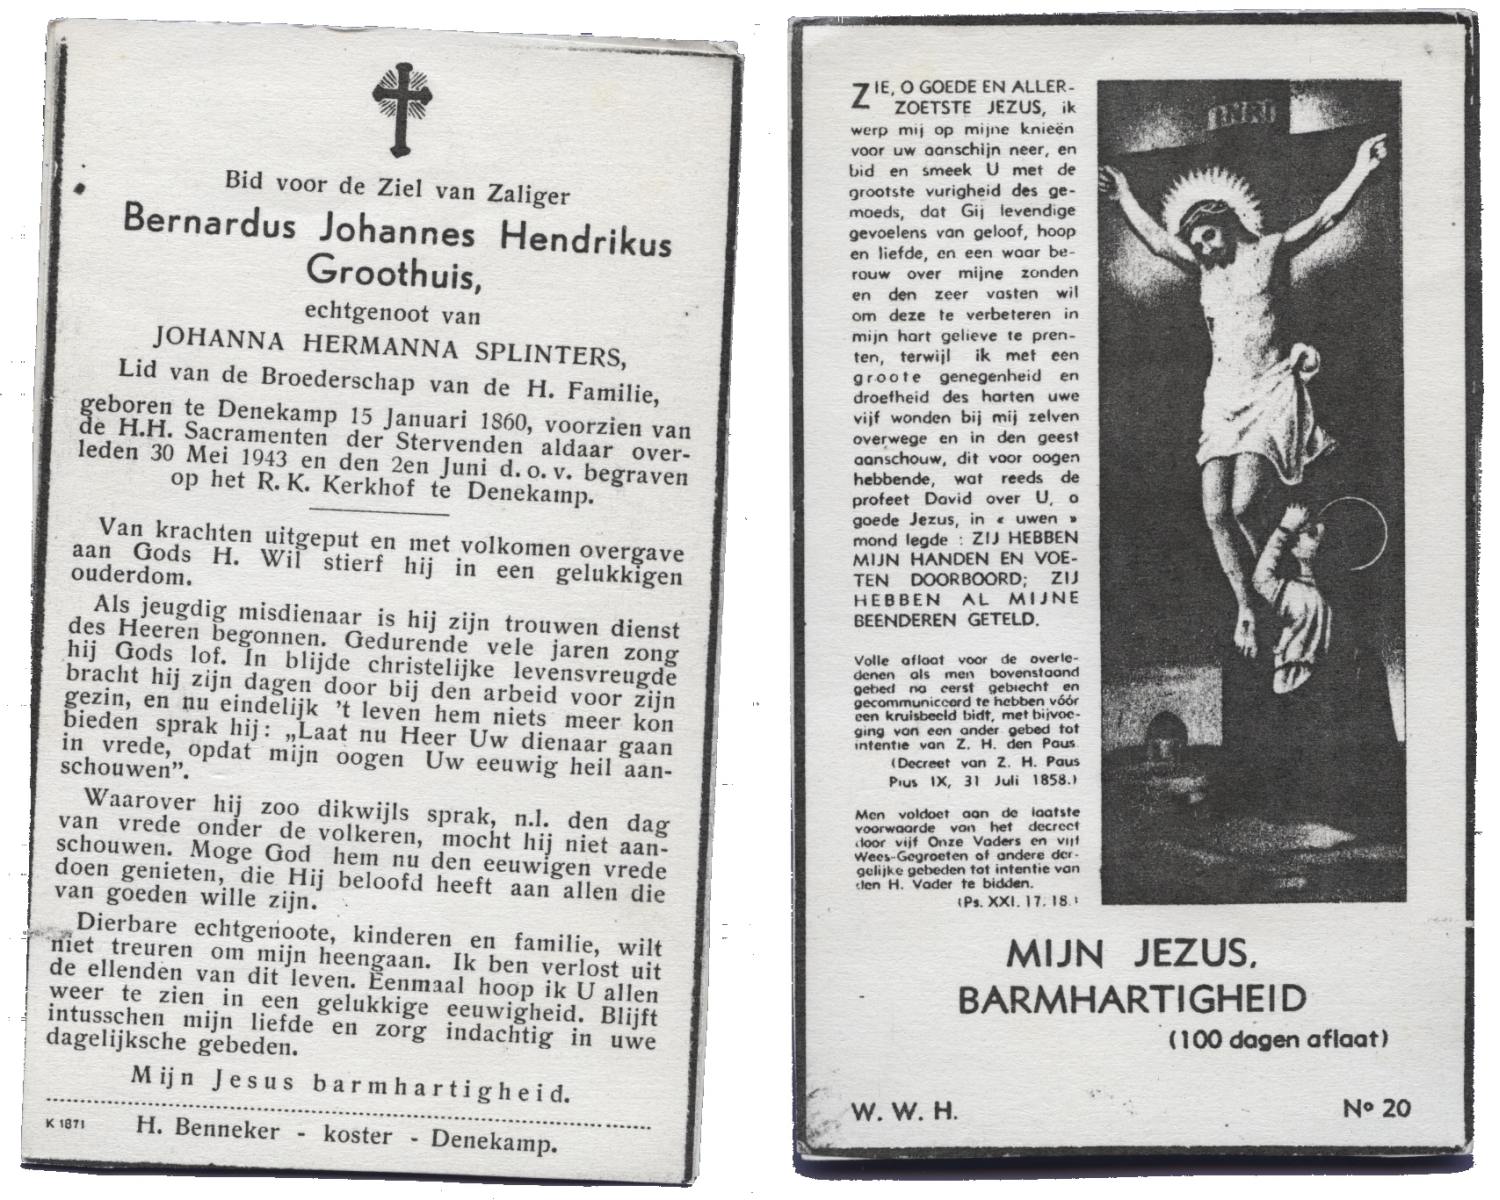 Bid voor de Ziel van Zaliger
Bernardus Johannes Hendrikus
Groothuis,
echtgenoot van
JOHANNA HERMANNA SPLINTERS,
Lid van de Broederschap van de H. Familie,
geboren te Denekamp 15 Januari 1860, voorzien van
de H.H. Sacramenten der Stervenden aldaar over-
leden 30 Mei 1943 en den 2en Juni d.o.v. begraven
op het R.K. Kerkhof te Denekamp.
Van krachten uitgeput en met volkomen overgave
aan Gods H. Wil stierf hij in een gelukkigen
ouderdom.
Als jeugdig misdienaar is hij zijn trouwen dienst
des Heeren begonnen. Gedurende vele jaren zong
hij Gods lof. In blijde christelijke levensvreugde
bracht hij zijn dagen door bij den arbeid voor zijn
gezin, en nu eindelijk 't leven hem niets meer kon
bieden sprak hij: „Laat nu Heer Uw dienaar gaan
in vrede, opdat mijn oogen Uw eeuwig heil aan-
schouwen”.
Waarover hij zoo dikwijls sprak, n.l. den dag
van vrede onder de volkeren, mocht hij niet aan-
schouwen. Moge God hem nu den eeuwigen vrede
doen genieten, die Hij beloofd heeft aan allen die
van goeden wille zijn.
Dierbare echtgenoote, kinderen en familie, wilt
niet treuren om mijn heengaan. Ik ben verlost uit
de ellenden van dit leven. Eenmaal hoop ik U allen
weer te zien in een gelukkige eeuwigheid. Blijft
intusschen mijn liefde en zorg indachtig in uwe
dagelijksche gebeden.
Mijn Jesus barmhartigheid.
K 1871 H. Benneker - koster - Denekamp.
ZIE, O GOEDE EN ALLER-
ZOETSTE JEZUS, ik
werp mij op mijne knieën
voor uw aanschijn neer, en
bid en smeek U met de
grootste vurigheid des ge-
moeds, dat Gij levendige
gevoelens van geloof, hoop
en liefde, en een waar be-
rouw over mijne zonden
en den zeer vasten wil
om deze te verbeteren in
mijn hart gelieve te pren-
ten, terwijl ik met een
groote genegenheid en
droefheid des harten uwe
vijf wonden bij mij zelven
overwege en in den geest
aanschouw, dit voor oogen
hebbende, wat reeds de
profeet David over U, o
goede Jezus, in « uwen »
mond legde : ZIJ HEBBEN
MIJN HANDEN EN VOE-
TEN DOORBOORD; ZIJ
HEBBEN AL MIJNE
BEENDEREN GETELD.
Volle aflaat voor de overle-
denen als men bovenstaand
gebed na eerst gebiecht en
gecommuniceerd te hebben vóór
een kruisbeeld bidt, met bijvoe-
ging van een ander gebed tot
intentie van Z. H. den Paus.
(Decreet van Z. H. Paus
Pius IX, 31 Juli 1858.)
Men voldoet aan de laatste
voorwaarde van het decreet
door vijf Onze Vaders en vijf
Wees-Gegroeten of andere der-
gelijke gebeden tot intentie van
den H. Vader te bidden.
(Ps. XXI. 17. 18.)
INRI
MIJN JEZUS,
BARMHARTIGHEID
(100 dagen aflaat)
W. W. H. Nº 20